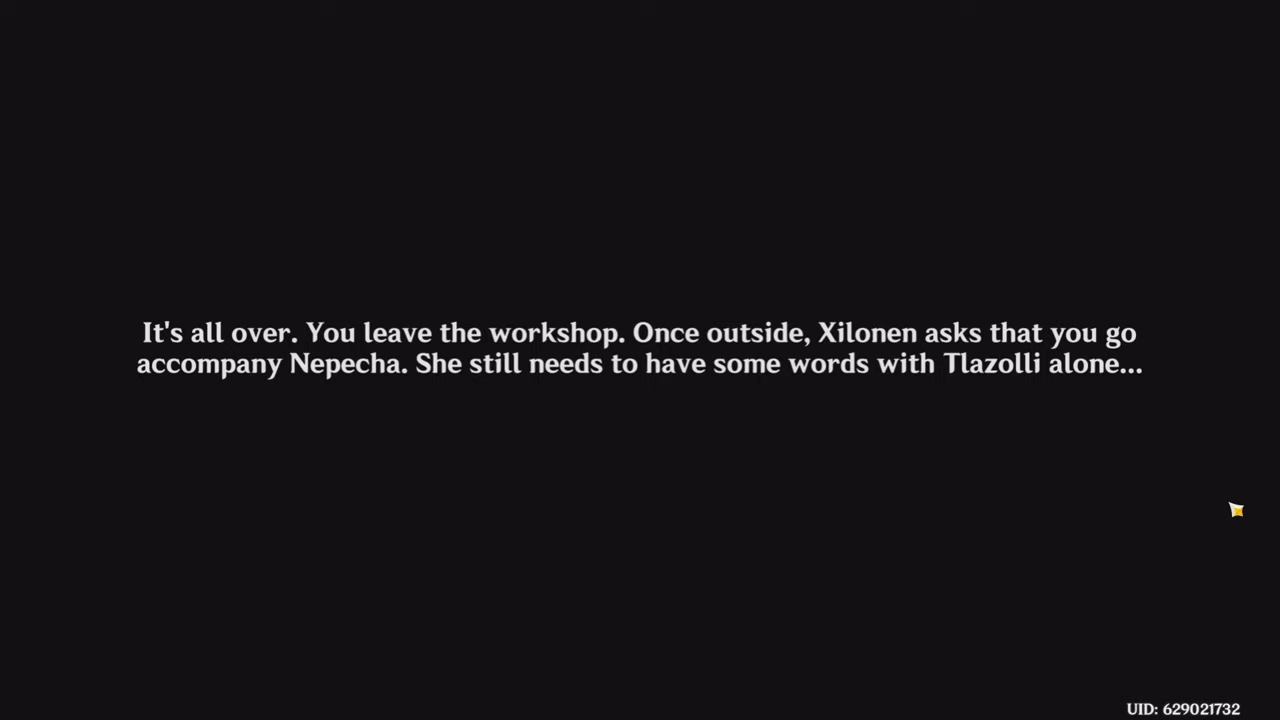 It's all over. You leave the workshop. Once outside, Xilonen asks that you go
accompany Nepecha. She still needs to have some words with Tlazolli alone...
UID: 629021732